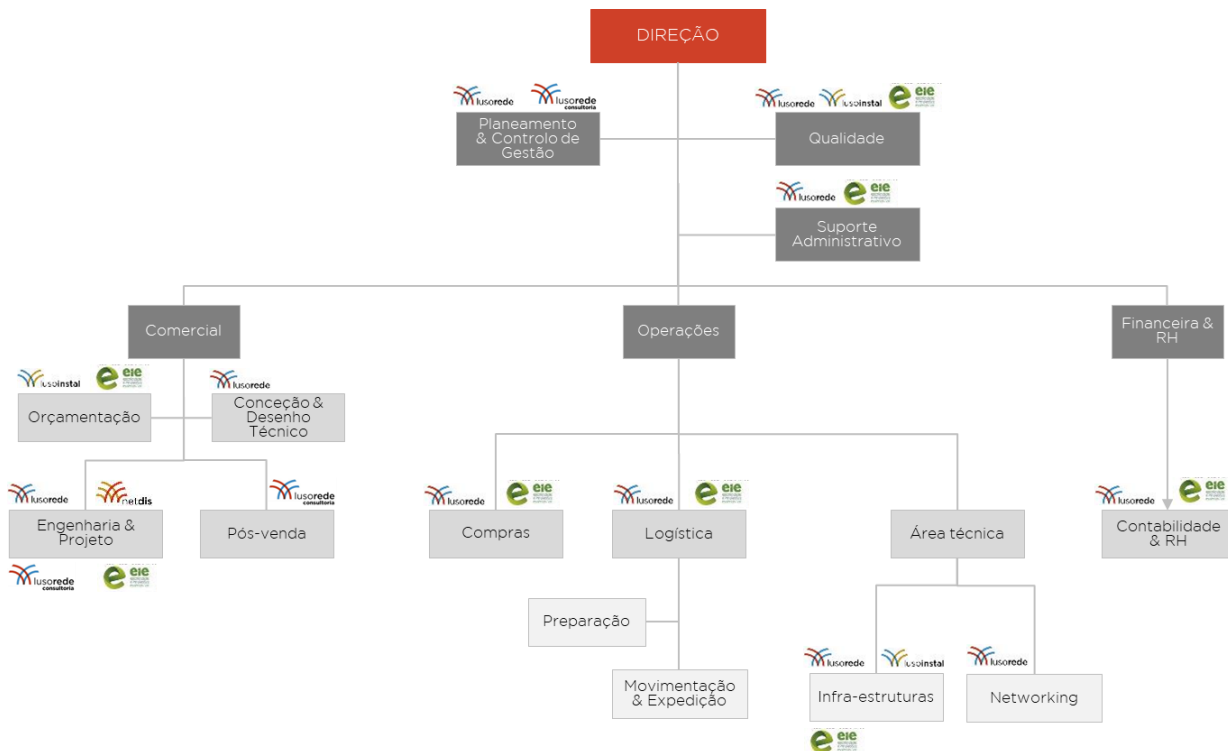 DIREÇÃO
lusorede
lusorede
consultoria
lusoinstal
lusorede
eie
Planeamento
& Controlo de
Gestão
Qualidade
lusorede
eie
Suporte
Administrativo
Comercial
Operações
Financeira &
RH
lusoinstal
eie
lusorede
Orçamentação
Conceção &
Desenho
Técnico
lusorede
netdis
lusorede
consultoria
lusorede
eie
lusorede
eie
lusorede
eie
Engenharia &
Projeto
Pós-venda
Compras
Logística
Área técnica
Contabilidade
& RH
lusorede
consultoria
eie
Preparação
Movimentação
& Expedição
lusorede
lusoinstal
lusorede
Infra-estruturas
Networking
eie